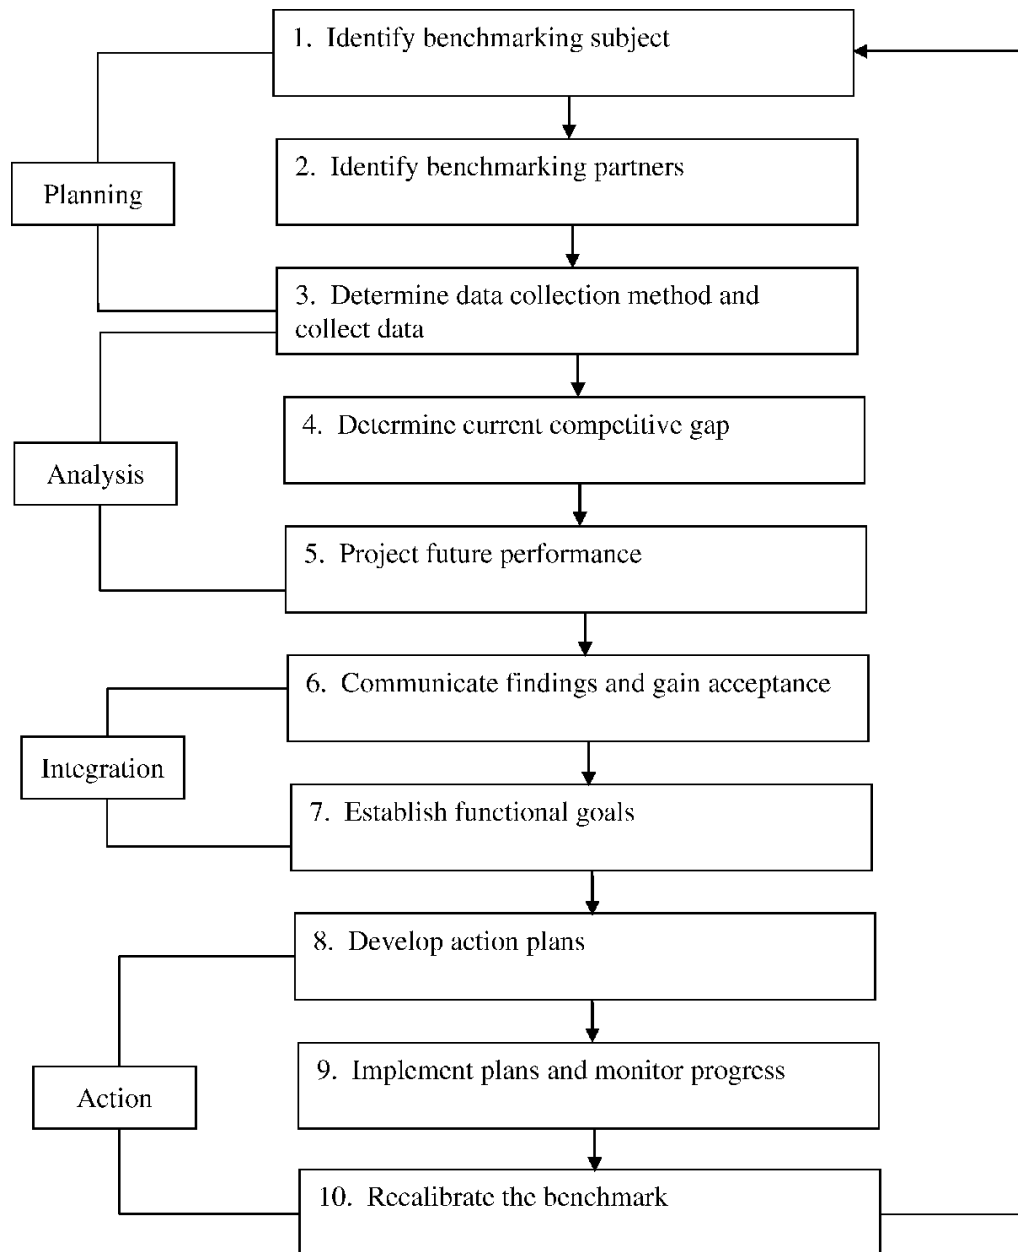 1. Identify benchmarking subject
2. Identify benchmarking partners
Planning
3. Determine data collection method and
collect data
4. Determine current competitive gap
Analysis
5. Project future performance
6. Communicate findings and gain acceptance
Integration
7. Establish functional goals
8. Develop action plans
9. Implement plans and monitor progress
Action
10. Recalibrate the benchmark